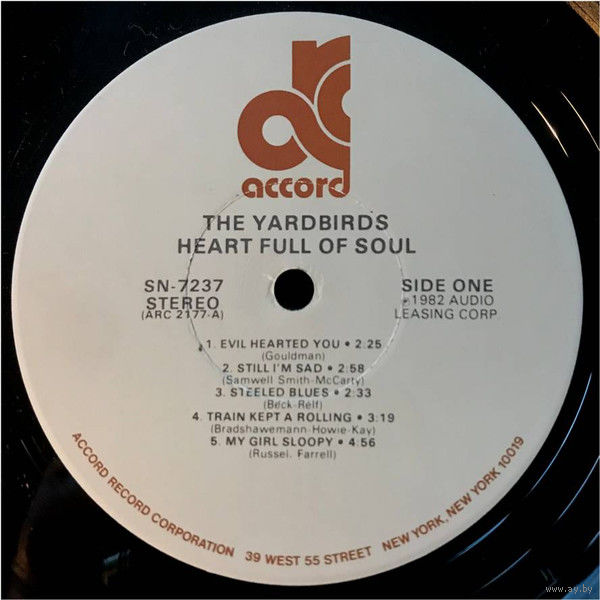 accord
THE YARDBIRDS
HEART FULL OF SOUL
SN-7237
STEREO
(ARC 2177-A)
SIDE ONE
℗1982 AUDIO
LEASING CORP.
1. EVIL HEARTED YOU • 2:25
(Gouldman)
2. STILL I'M SAD • 2:58
(Samwell Smith-McCarty)
3. STEELED BLUES • 2:33
(Beck-Relf)
4. TRAIN KEPT A ROLLING • 3:19
(Bradshawemann-Howie-Kay)
5. MY GIRL SLOOPY • 4:56
(Russel. Farrell)
ACCORD RECORD CORPORATION 39 WEST 55 STREET NEW YORK, NEW YORK 10019
www.ay.by